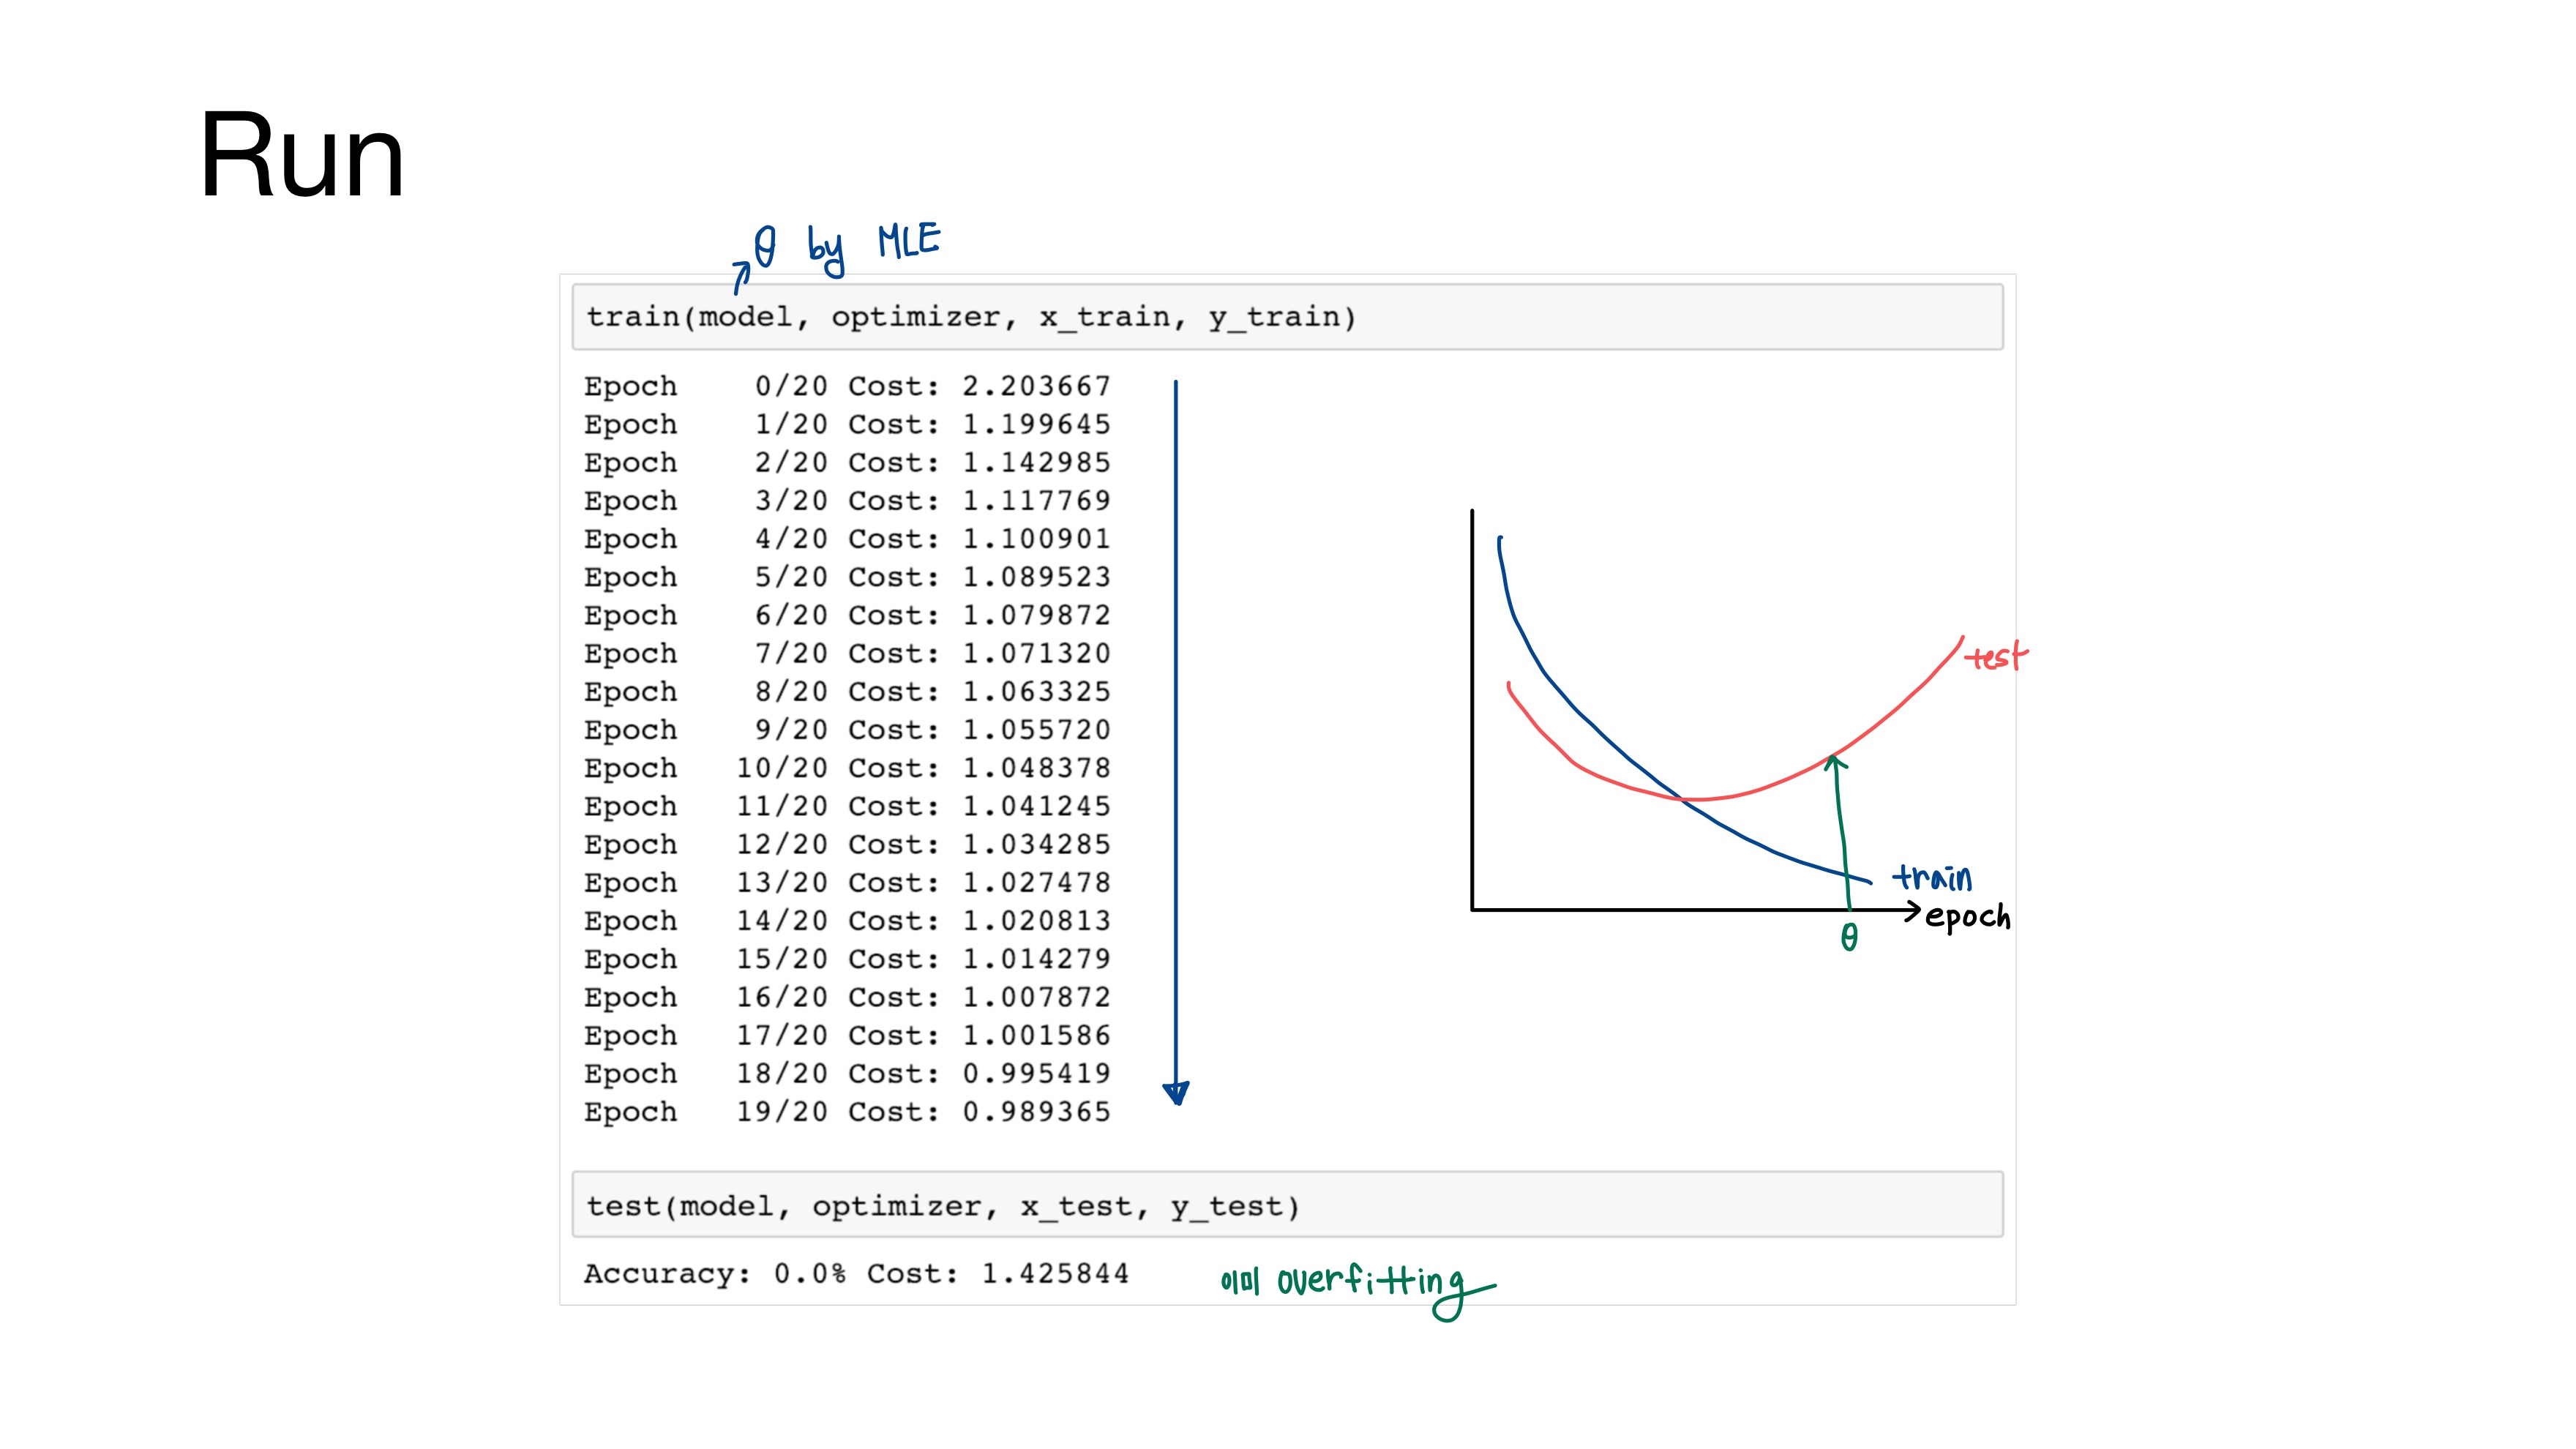 Run
θ by MLE
train(model, optimizer, x_train, y_train)
Epoch 0/20 Cost: 2.203667
Epoch 1/20 Cost: 1.199645
Epoch 2/20 Cost: 1.142985
Epoch 3/20 Cost: 1.117769
Epoch 4/20 Cost: 1.100901
Epoch 5/20 Cost: 1.089523
Epoch 6/20 Cost: 1.079872
Epoch 7/20 Cost: 1.071320
Epoch 8/20 Cost: 1.063325
Epoch 9/20 Cost: 1.055720
Epoch 10/20 Cost: 1.048378
Epoch 11/20 Cost: 1.041245
Epoch 12/20 Cost: 1.034285
Epoch 13/20 Cost: 1.027478
Epoch 14/20 Cost: 1.020813
Epoch 15/20 Cost: 1.014279
Epoch 16/20 Cost: 1.007872
Epoch 17/20 Cost: 1.001586
Epoch 18/20 Cost: 0.995419
Epoch 19/20 Cost: 0.989365
test
train
epoch
θ
test(model, optimizer, x_test, y_test)
Accuracy: 0.0% Cost: 1.425844
이미 overfitting